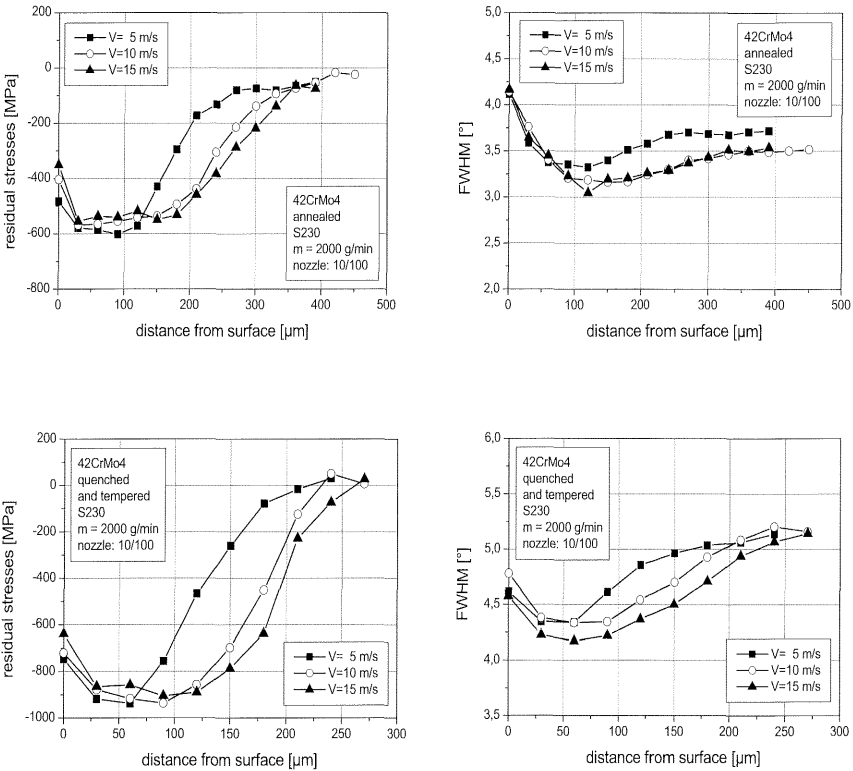 200
0
-200
-400
-600
-800
0
100
200
300
400
500
residual stresses [MPa]
distance from surface [µm]
V= 5 m/s
V=10 m/s
V=15 m/s
42CrMo4
annealed
S230
m = 2000 g/min
nozzle: 10/100
5,0
4,5
4,0
3,5
3,0
2,5
2,0
0
100
200
300
400
500
FWHM [°]
distance from surface [µm]
V= 5 m/s
V=10 m/s
V=15 m/s
42CrMo4
annealed
S230
m = 2000 g/min
nozzle: 10/100
200
0
-200
-400
-600
-800
-1000
0
50
100
150
200
250
300
residual stresses [MPa]
distance from surface [µm]
42CrMo4
quenched
and tempered
S230
m = 2000 g/min
nozzle: 10/100
V= 5 m/s
V=10 m/s
V=15 m/s
6,0
5,5
5,0
4,5
4,0
3,5
0
50
100
150
200
250
300
FWHM [°]
distance from surface [µm]
42CrMo4
quenched
and tempered
S230
m = 2000 g/min
nozzle: 10/100
V= 5 m/s
V=10 m/s
V=15 m/s